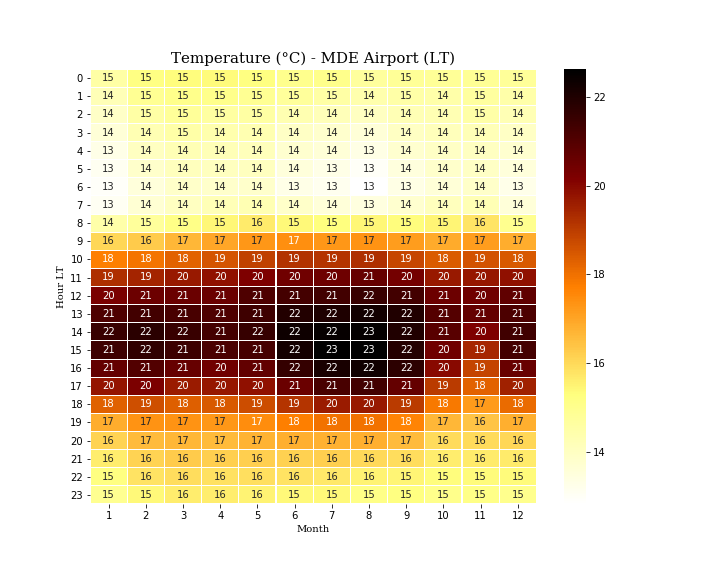 Temperature (°C) - MDE Airport (LT)
0 15 15 15 15 15 15 15 15 15 15 15 15
1 14 15 15 15 15 15 15 14 15 14 15 14
2 14 15 15 15 15 14 14 14 14 14 15 14
3 14 14 15 14 14 14 14 14 14 14 14 14
4 13 14 14 14 14 14 14 13 14 14 14 14
5 13 14 14 14 14 14 13 13 14 14 14 14
6 13 14 14 14 14 13 13 13 13 14 14 13
7 13 14 14 14 14 14 14 13 14 14 14 14
8 14 15 15 15 16 15 15 15 15 15 16 15
9 16 16 17 17 17 17 17 17 17 17 17 17
10 18 18 18 19 19 19 19 19 19 18 19 18
11 19 19 20 20 20 20 20 21 20 20 20 20
12 20 21 21 21 21 21 21 22 21 21 20 21
13 21 21 21 21 21 22 22 22 22 21 21 21
14 22 22 22 21 22 22 22 23 22 21 20 21
15 21 22 21 21 21 22 23 23 22 20 19 21
16 21 21 21 20 21 22 22 22 22 20 19 21
17 20 20 20 20 20 21 21 21 21 19 18 20
18 18 19 18 18 19 19 20 20 19 18 17 18
19 17 17 17 17 17 18 18 18 18 17 16 17
20 16 17 17 17 17 17 17 17 17 16 16 16
21 16 16 16 16 16 16 16 16 16 16 16 16
22 15 16 16 16 16 16 16 16 15 15 15 15
23 15 15 16 16 16 15 15 15 15 15 15 15
1 2 3 4 5 6 7 8 9 10 11 12
Month
Hour LT
22
20
18
16
14